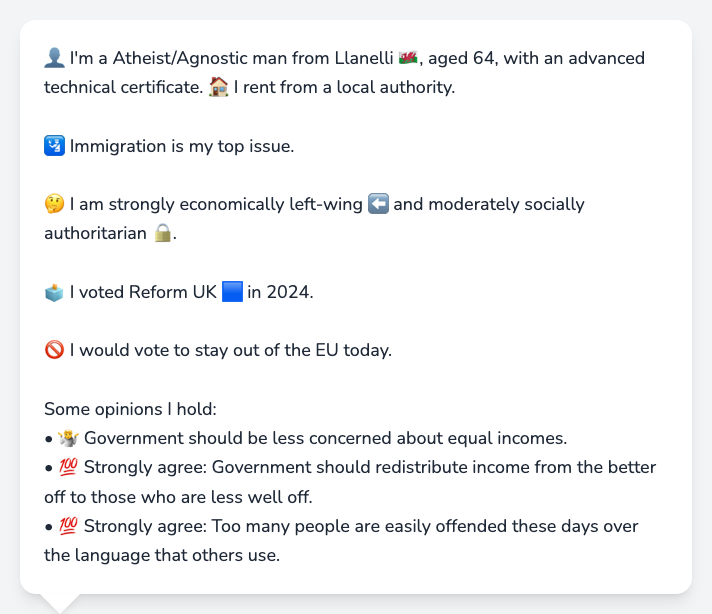 👤 I'm a Atheist/Agnostic man from Llanelli 🏴󠁧󠁢󠁷󠁬󠁳󠁿, aged 64, with an advanced
technical certificate. 🏠 I rent from a local authority.
🛂 Immigration is my top issue.
🤔 I am strongly economically left-wing ⬅️ and moderately socially
authoritarian 🔒.
🗳️ I voted Reform UK 🟦 in 2024.
🚫 I would vote to stay out of the EU today.
Some opinions I hold:
• 🤷 Government should be less concerned about equal incomes.
• 💯 Strongly agree: Government should redistribute income from the better
off to those who are less well off.
• 💯 Strongly agree: Too many people are easily offended these days over
the language that others use.